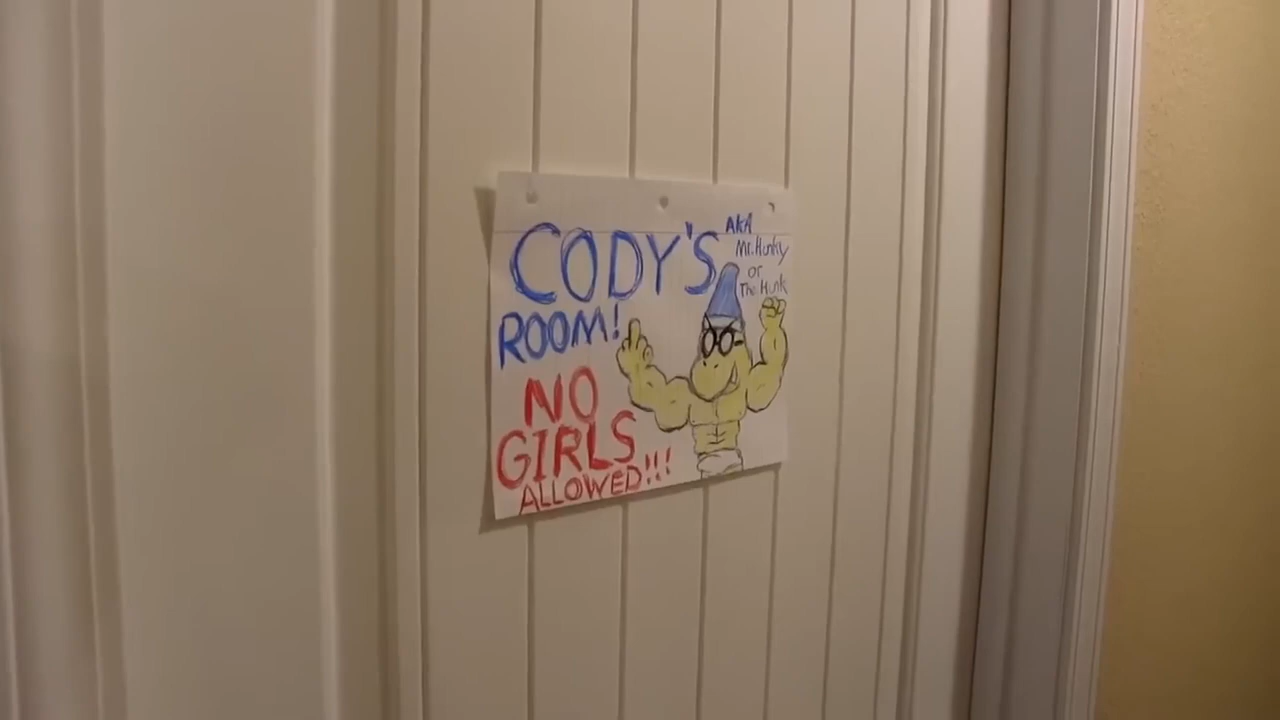 CODY'S
ROOM!
NO
GIRLS
ALLOWED!!!
AKA
Mr. Hunky
or
The Hunk